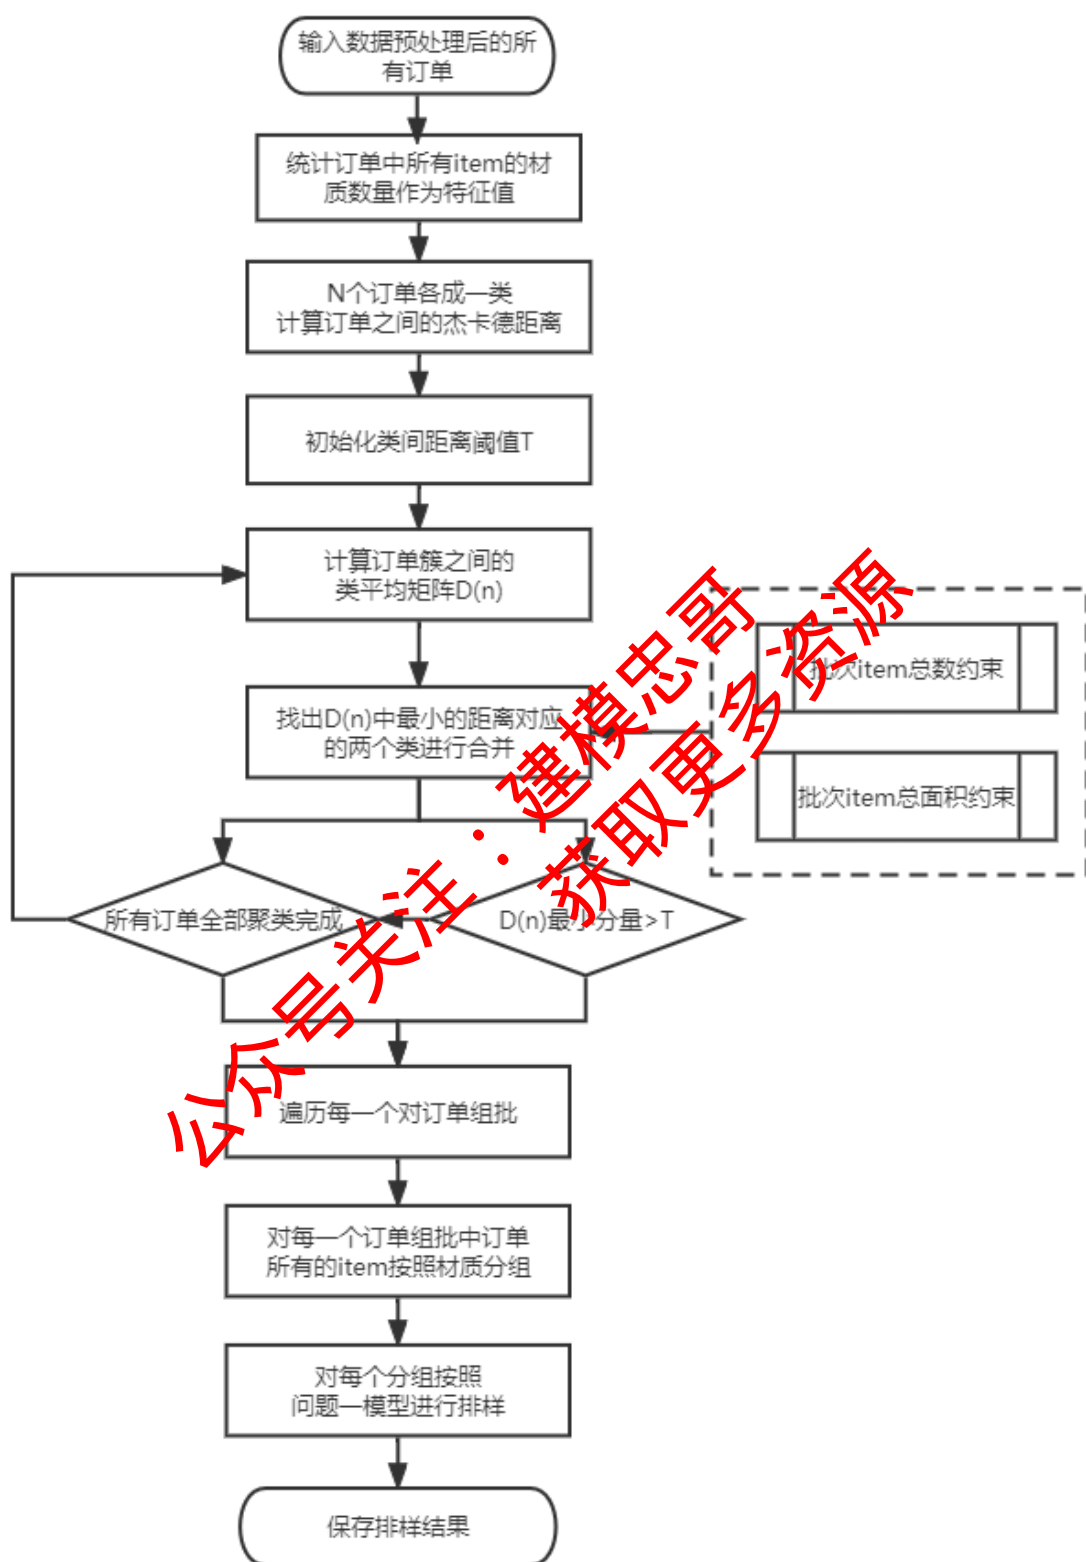 输入数据预处理后的所
有订单
统计订单中所有item的材
质数量作为特征值
N个订单各成一类
计算订单之间的杰卡德距离
初始化类间距离阈值T
计算订单簇之间的
类平均矩阵D(n)
找出D(n)中最小的距离对应
的两个类进行合并
批次item总数约束
批次item总面积约束
所有订单全部聚类完成
D(n)最小分量>T
遍历每一个对订单组批
对每一个订单组批中订单
所有的item按照材质分组
对每个分组按照
问题一模型进行排样
保存排样结果
公众号关注：建模忠哥
获取更多资源